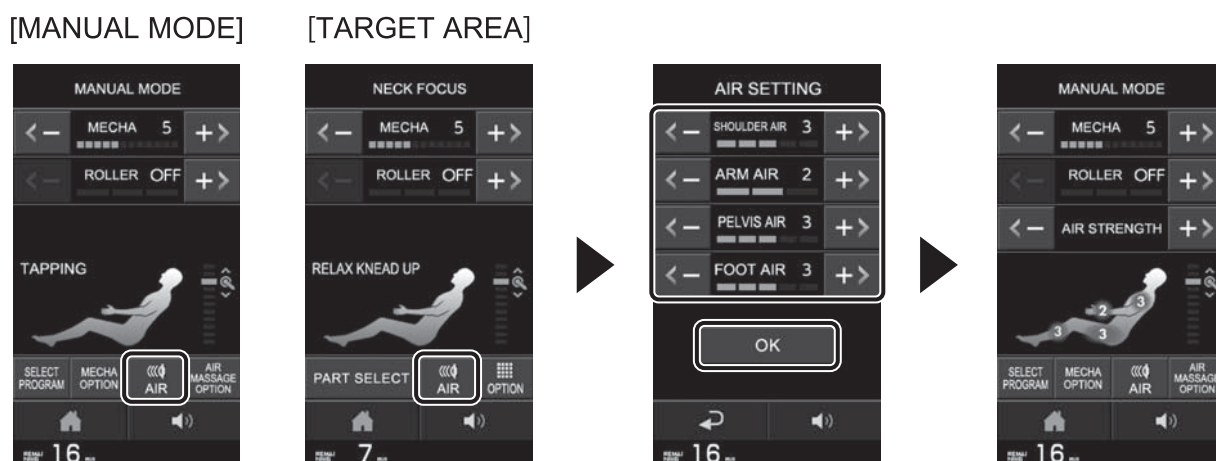 [MANUAL MODE]
[TARGET AREA]
MANUAL MODE
MECHA 5
ROLLER OFF
TAPPING
SELECT PROGRAM
MECHA OPTION
AIR
AIR MASSAGE OPTION
16
NECK FOCUS
MECHA 5
ROLLER OFF
RELAX KNEAD UP
PART SELECT
AIR
OPTION
7
AIR SETTING
SHOULDER AIR 3
ARM AIR 2
PELVIS AIR 3
FOOT AIR 3
OK
16
MANUAL MODE
MECHA 5
ROLLER OFF
AIR STRENGTH
2
3
3
3
SELECT PROGRAM
MECHA OPTION
AIR
AIR MASSAGE OPTION
16